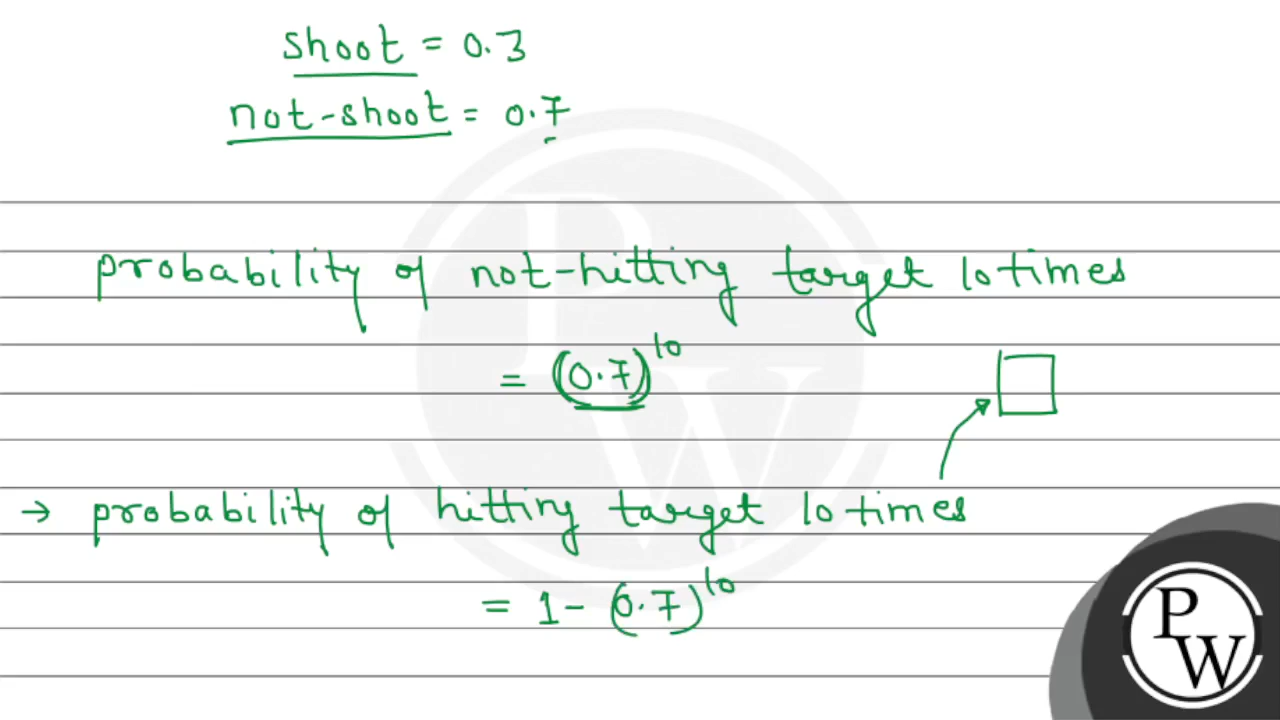 shoot = 0.3
not-shoot = 0.7
probability of not-hitting target 10 times
= (0.7)^10
→ probability of hitting target 10 times
= 1 - (0.7)^10
PW
PW